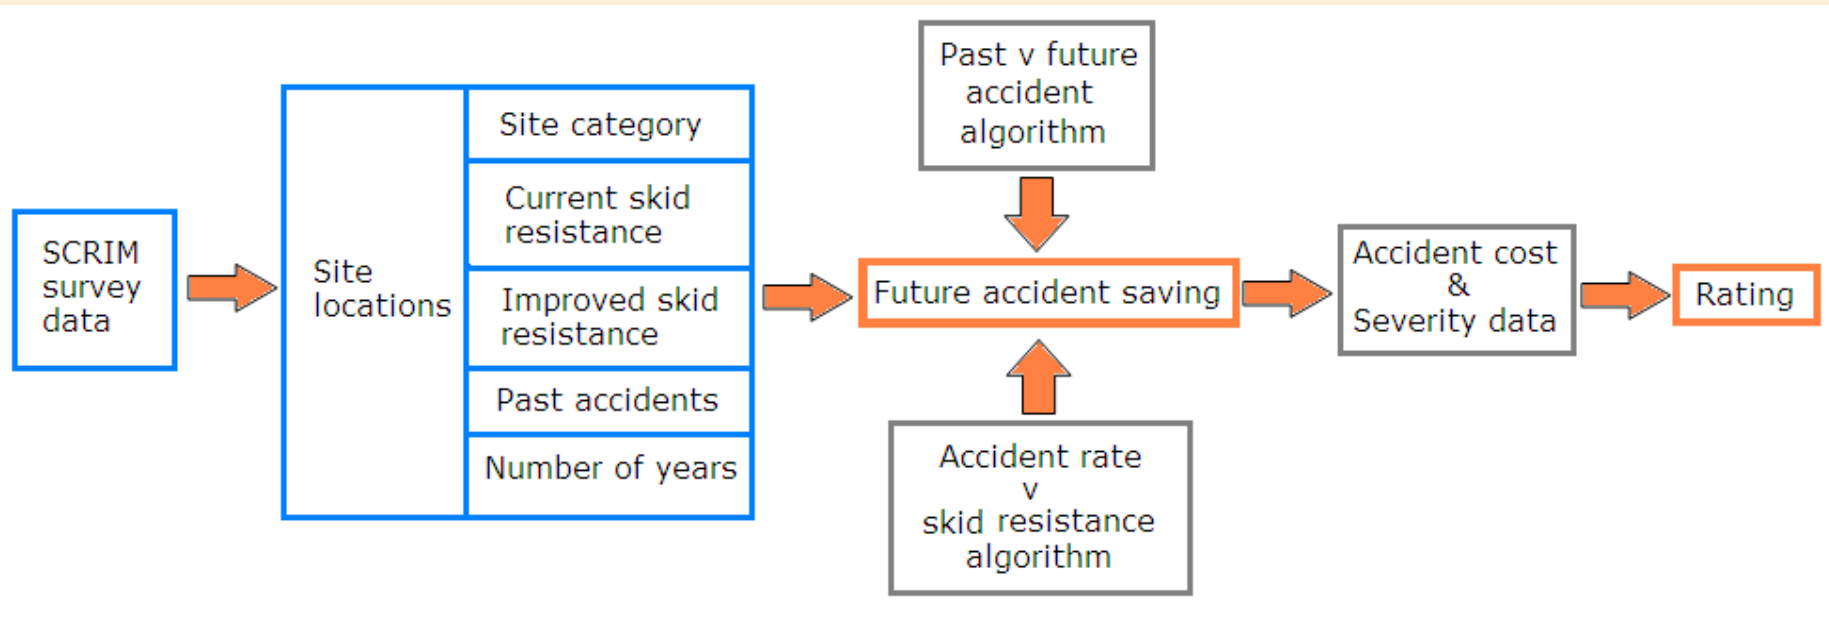 SCRIM
survey
data
Site
locations
Site category
Current skid
resistance
Improved skid
resistance
Past accidents
Number of years
Past v future
accident
algorithm
Future accident saving
Accident rate
v
skid resistance
algorithm
Accident cost
&
Severity data
Rating